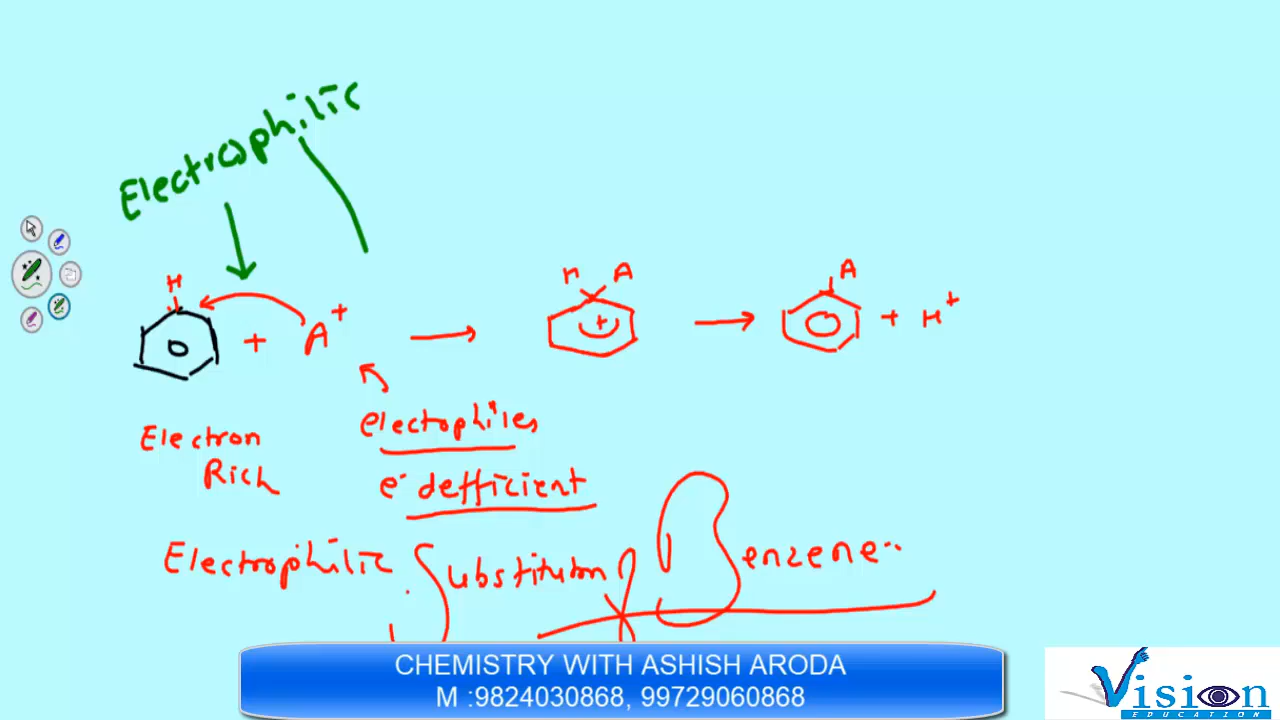 Electrophilic
H
+ A+ → H A + → A + H+
electophiles
Electron
Rich
e- defficient
Electrophilic Substitution of Benzene
CHEMISTRY WITH ASHISH ARODA
M :9824030868, 99729060868
Vision
EDUCATION